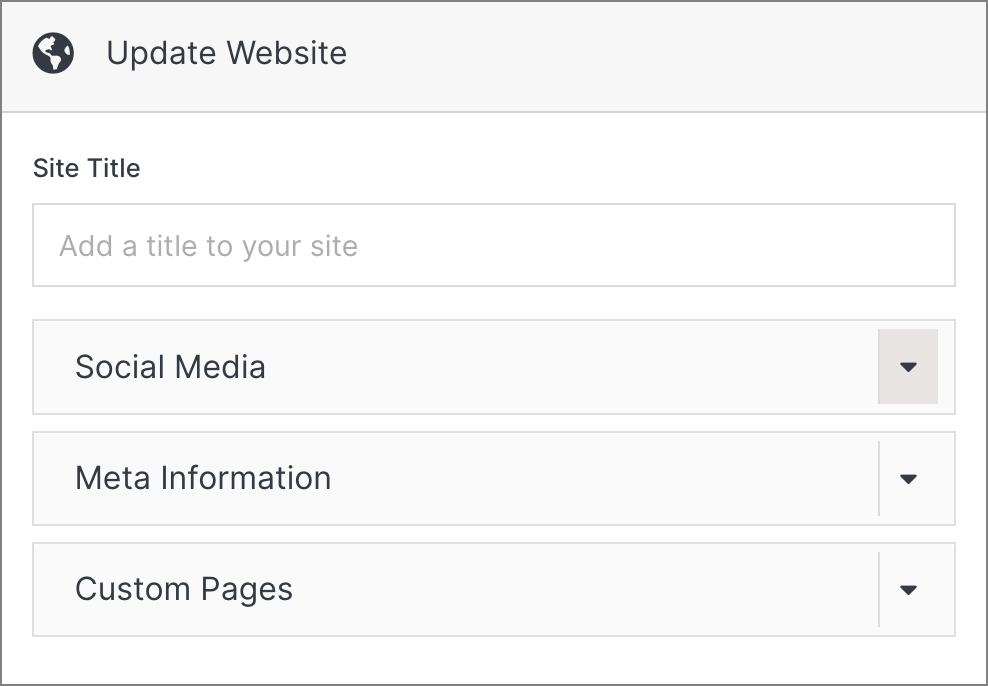 Update Website
Site Title
Add a title to your site
Social Media
Meta Information
Custom Pages